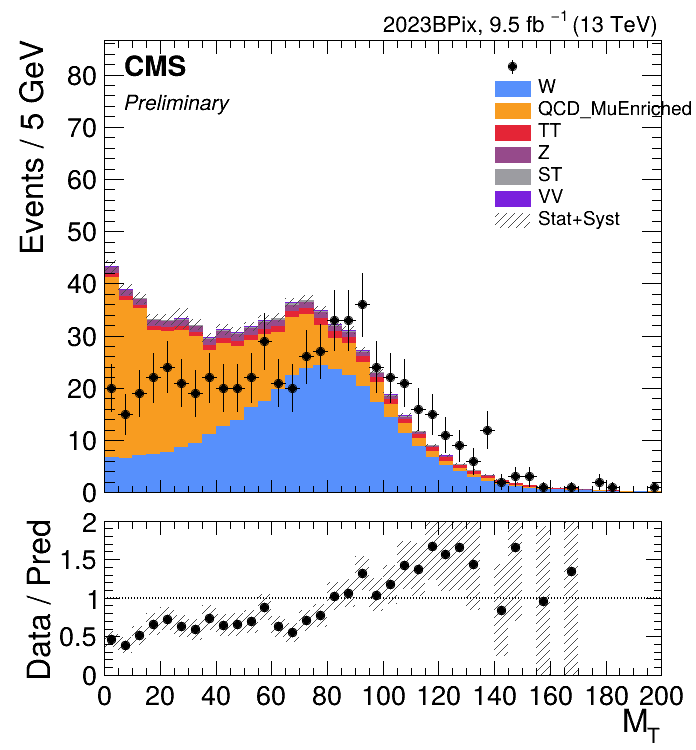 2023BPix, 9.5 fb ⁻¹ (13 TeV)
CMS
Preliminary
W
QCD_MuEnriched
TT
Z
ST
VV
Stat+Syst
Events / 5 GeV
80
70
60
50
40
30
20
10
0
Data / Pred
2
1.5
1
0.5
0
0 20 40 60 80 100 120 140 160 180 200
M_T